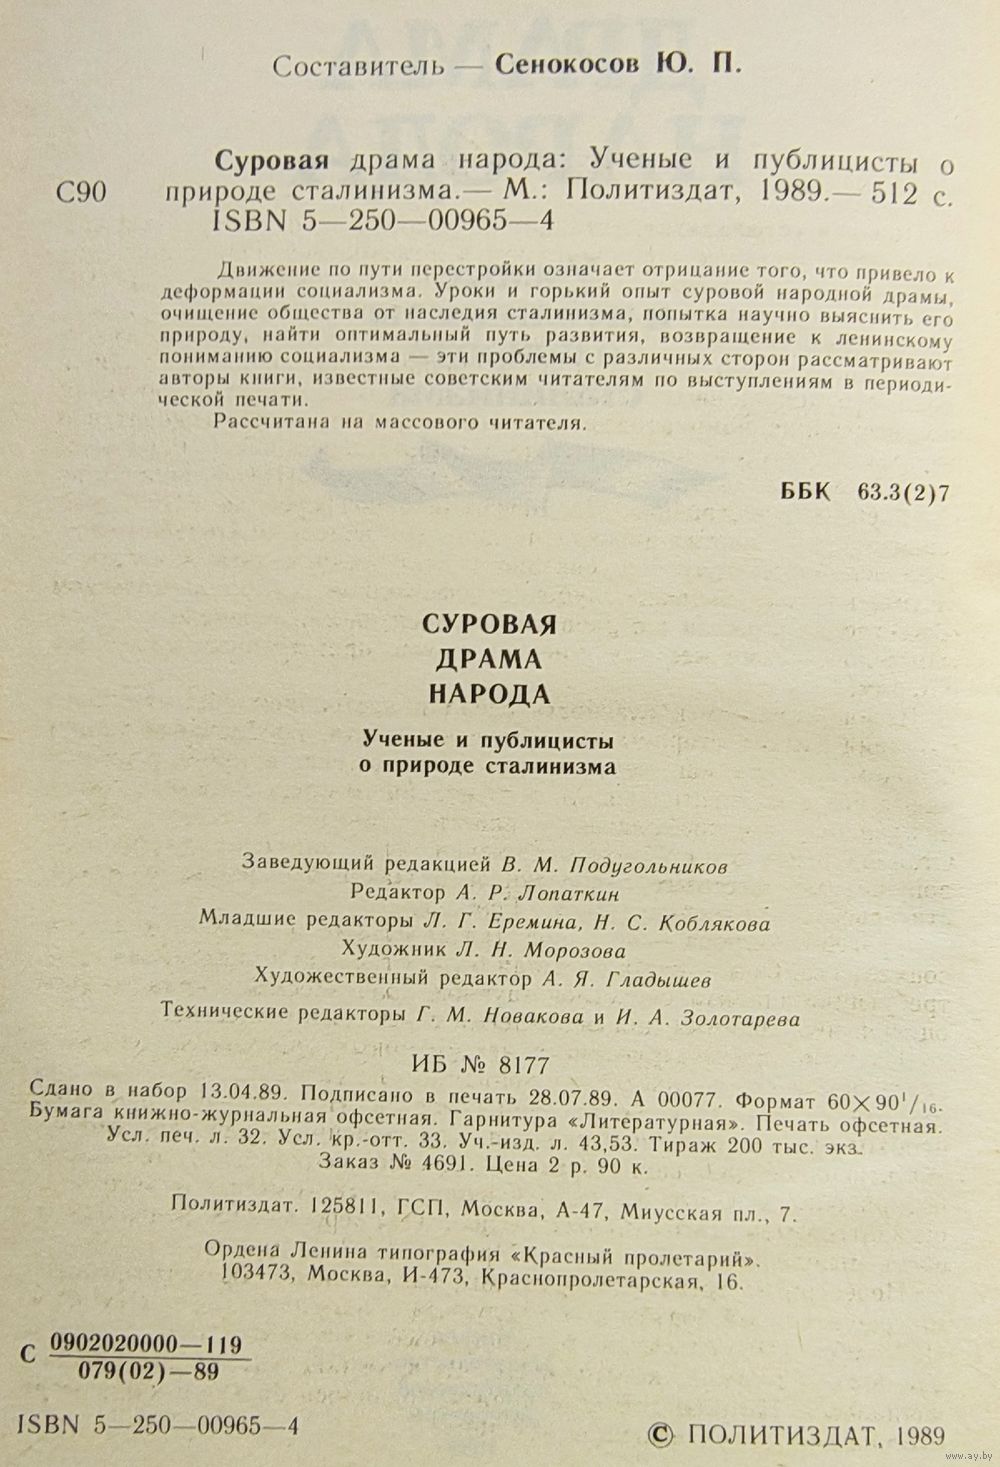 Составитель — Сенокосов Ю. П.
Суровая драма народа: Ученые и публицисты о
С90 природе сталинизма.— М.: Политиздат, 1989.— 512 с.
ISBN 5—250—00965—4
Движение по пути перестройки означает отрицание того, что привело к
деформации социализма. Уроки и горький опыт суровой народной драмы,
очищение общества от наследия сталинизма, попытка научно выяснить его
природу, найти оптимальный путь развития, возвращение к ленинскому
пониманию социализма — эти проблемы с различных сторон рассматривают
авторы книги, известные советским читателям по выступлениям в периоди-
ческой печати.
Рассчитана на массового читателя.
ББК 63.3(2)7
СУРОВАЯ
ДРАМА
НАРОДА
Ученые и публицисты
о природе сталинизма
Заведующий редакцией В. М. Подугольников
Редактор А. Р. Лопаткин
Младшие редакторы Л. Г. Еремина, Н. С. Коблякова
Художник Л. Н. Морозова
Художественный редактор А. Я. Гладышев
Технические редакторы Г. М. Новакова и И. А. Золотарева
ИБ № 8177
Сдано в набор 13.04.89. Подписано в печать 28.07.89. А 00077. Формат 60×90¹/₁₆.
Бумага книжно-журнальная офсетная. Гарнитура «Литературная». Печать офсетная.
Усл. печ. л. 32. Усл. кр.-отт. 33. Уч.-изд. л. 43,53. Тираж 200 тыс. экз.
Заказ № 4691. Цена 2 р. 90 к.
Политиздат. 125811, ГСП, Москва, А-47, Миусская пл., 7.
Ордена Ленина типография «Красный пролетарий».
103473, Москва, И-473, Краснопролетарская, 16.
С 0902020000—119
079(02)—89
ISBN 5—250—00965—4
© ПОЛИТИЗДАТ, 1989
www.ay.by